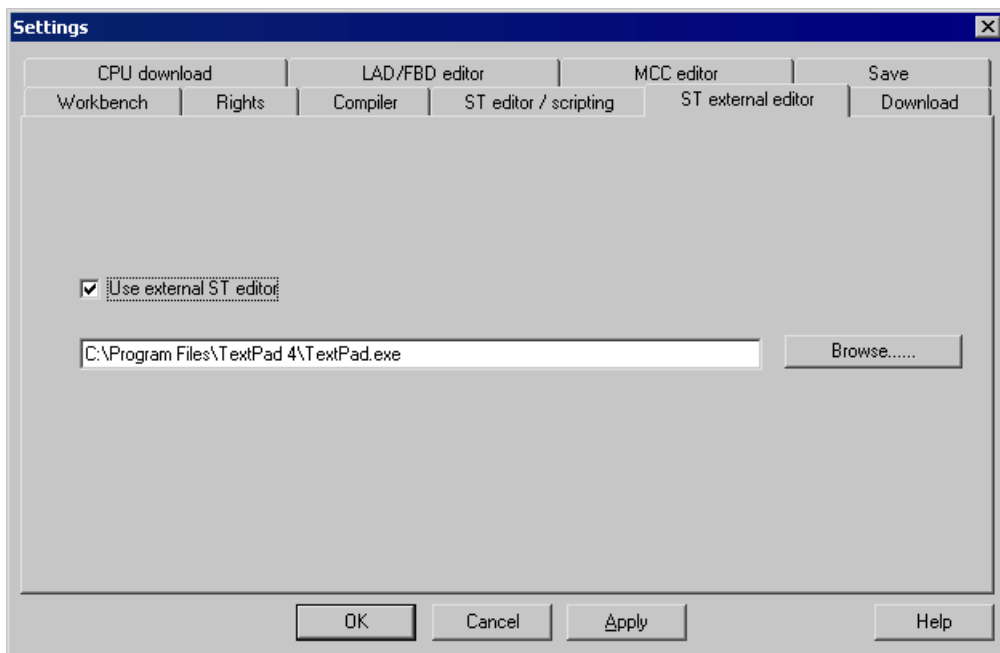 Settings
CPU download LAD/FBD editor MCC editor Save
Workbench Rights Compiler ST editor / scripting ST external editor Download
Use external ST editor
C:\Program Files\TextPad 4\TextPad.exe Browse......
OK Cancel Apply Help